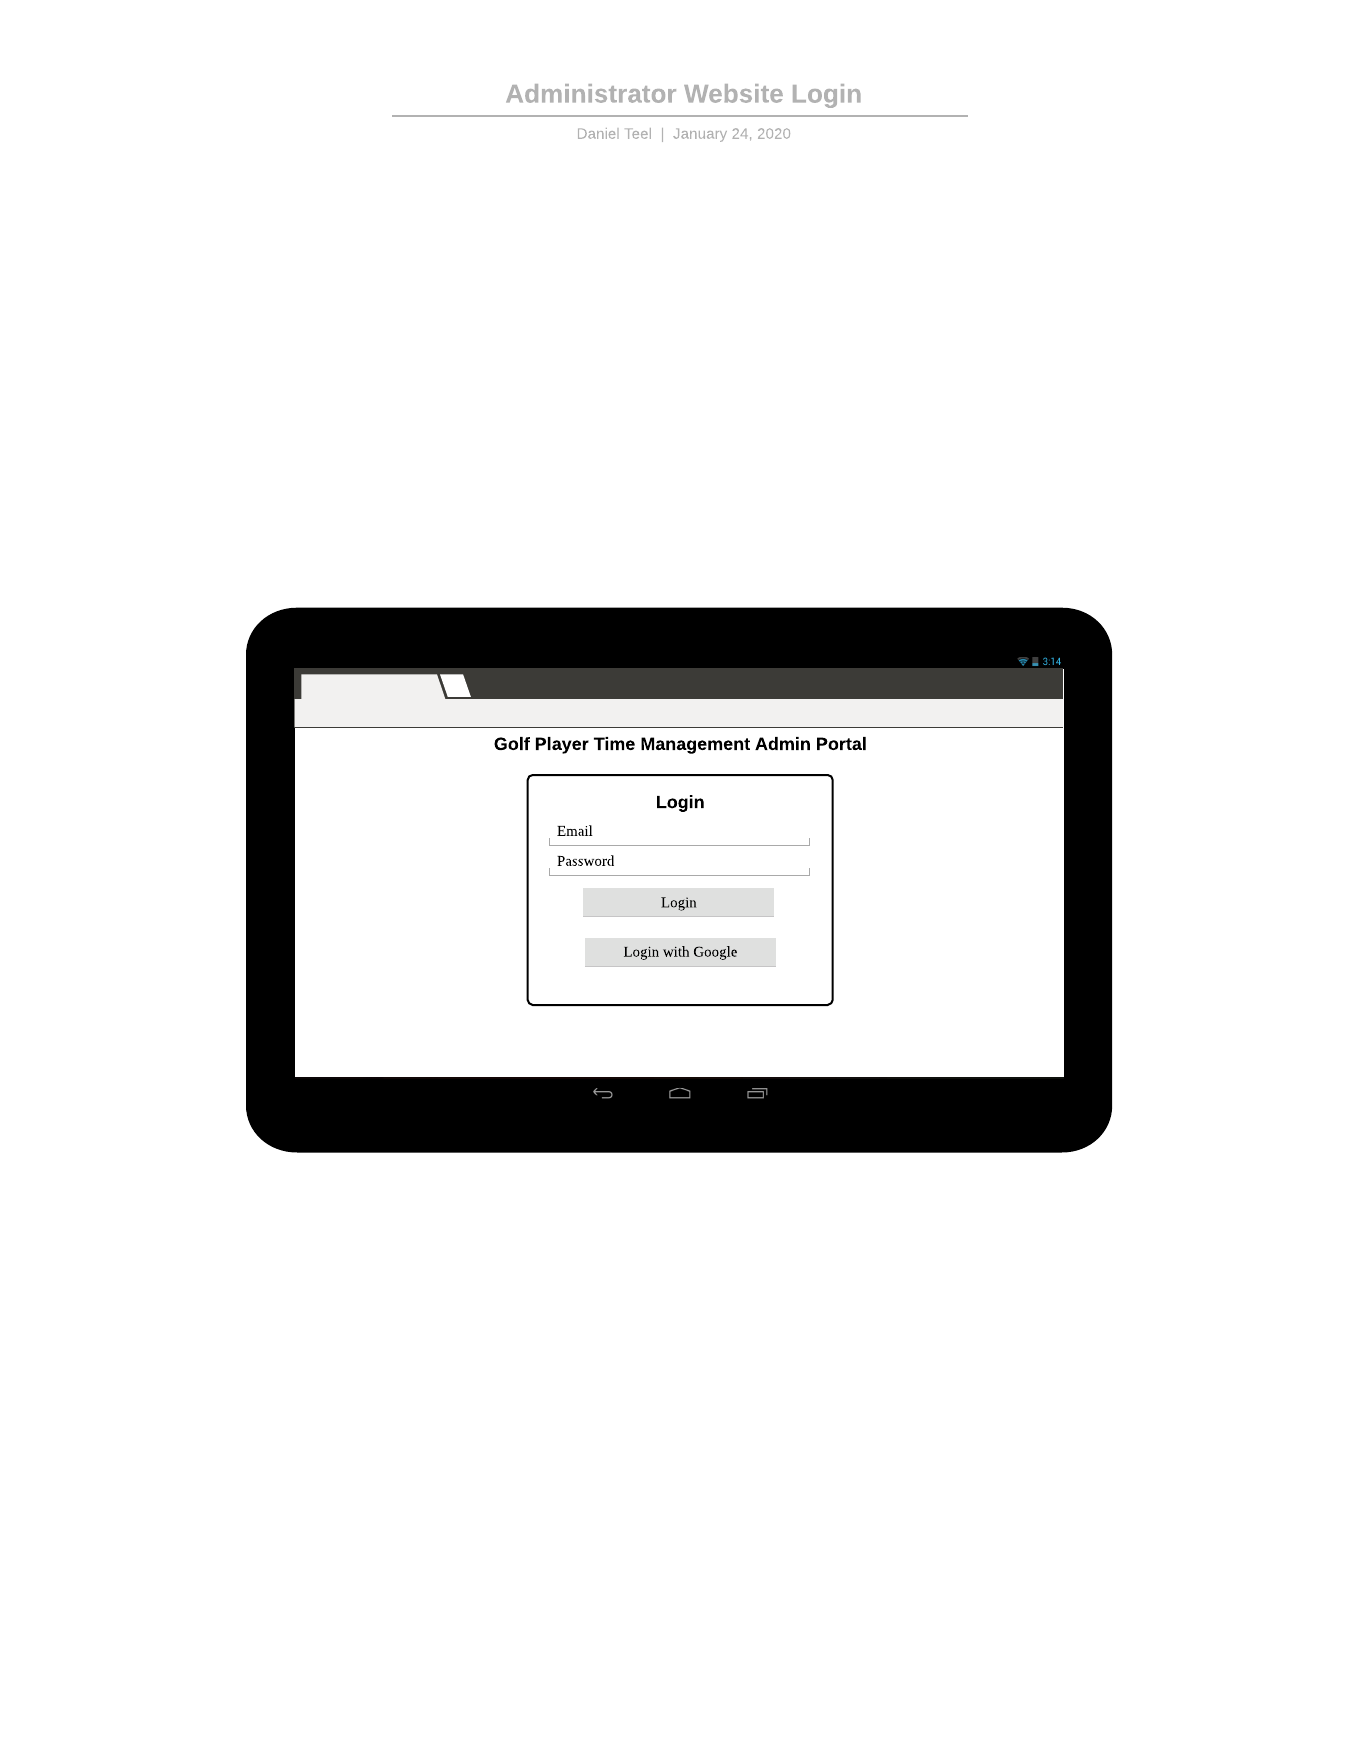 Administrator Website Login
Daniel Teel | January 24, 2020
3:14
Golf Player Time Management Admin Portal
Login
Email
Password
Login
Login with Google